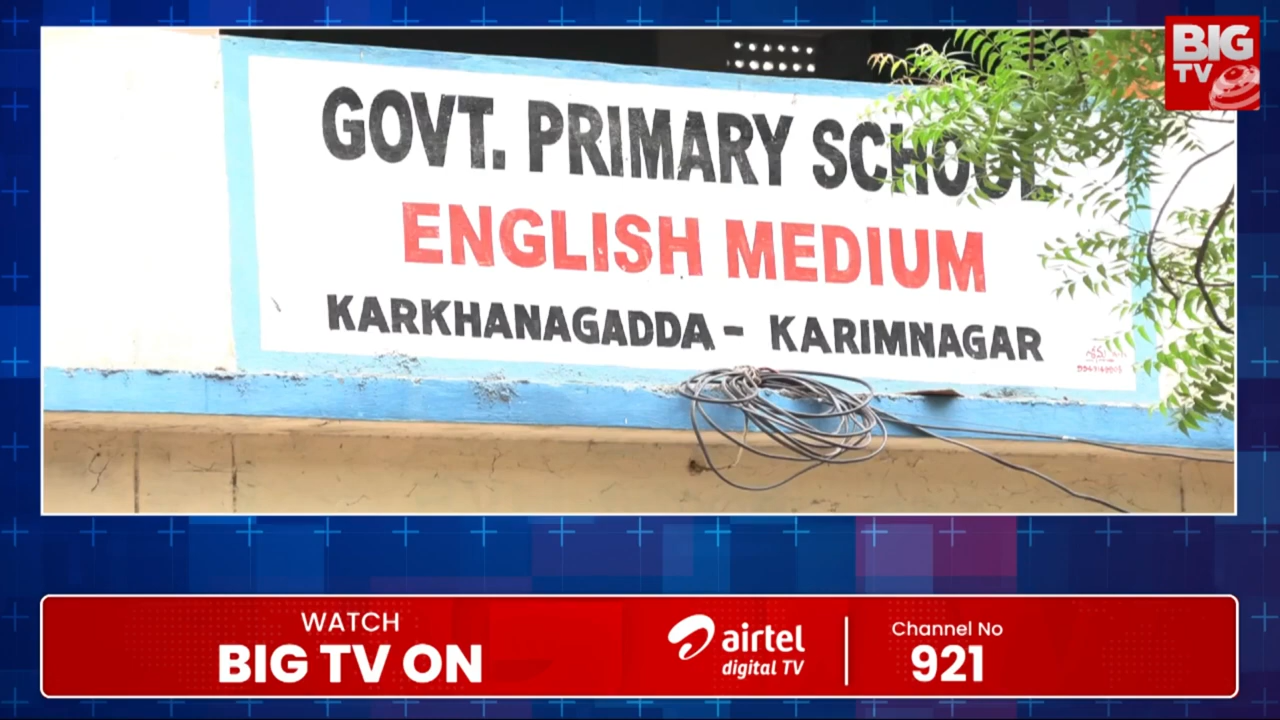 BIG
TV
GOVT. PRIMARY SCHOOL
ENGLISH MEDIUM
KARKHANAGADDA - KARIMNAGAR
WATCH
BIG TV ON
airtel
digital TV
Channel No
921